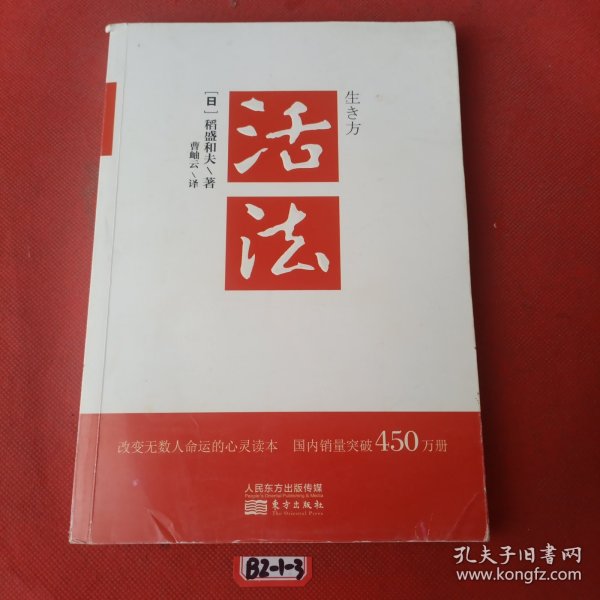 生き方
活法
［日］稻盛和夫\著
曹岫云\译
改变无数人命运的心灵读本 国内销量突破450万册
人民东方出版传媒
People's Oriental Publishing & Media
东方出版社
The Oriental Press
B2-1-3
孔夫子旧书网
www.kongfz.com